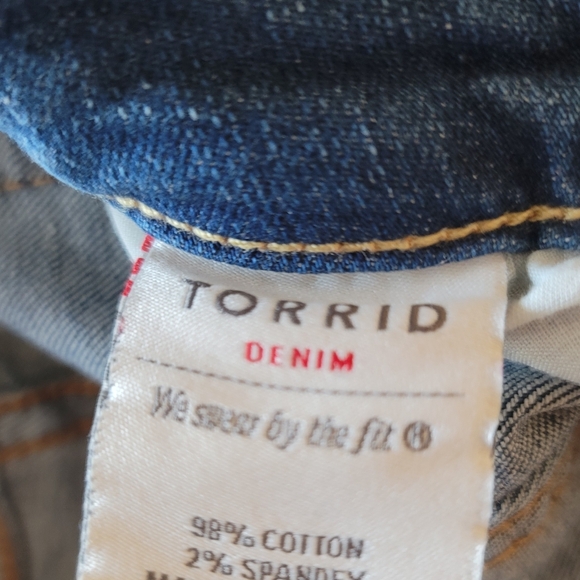 TORRID
DENIM
We swear by the fit ®
98% COTTON
2% SPANDEX